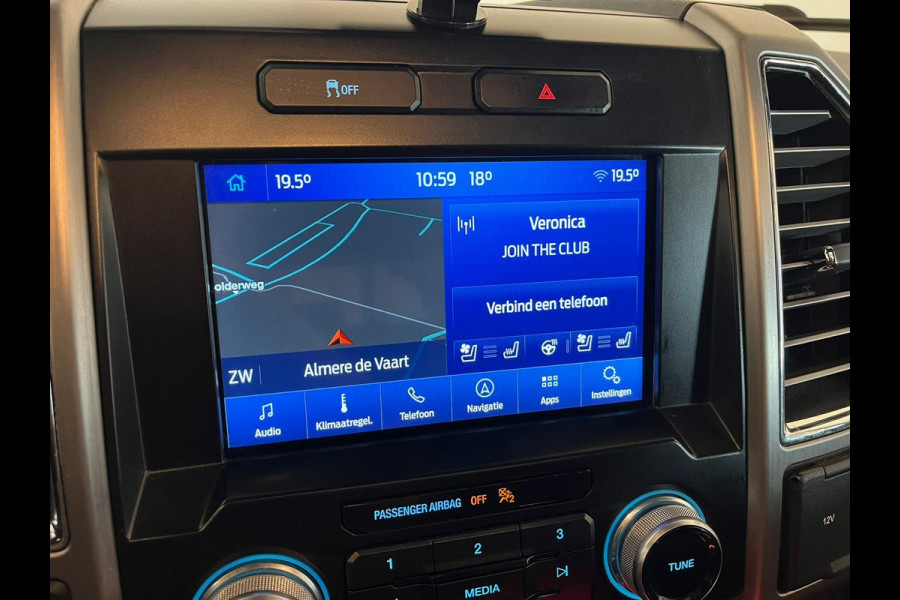 OFF
19.5°
10:59
18°
19.5°
olderweg
Veronica
JOIN THE CLUB
Verbind een telefoon
ZW
Almere de Vaart
Audio
Klimaatregel.
Telefoon
Navigatie
Apps
Instellingen
PASSENGER AIRBAG OFF
2
1
2
3
MEDIA
TUNE
12V